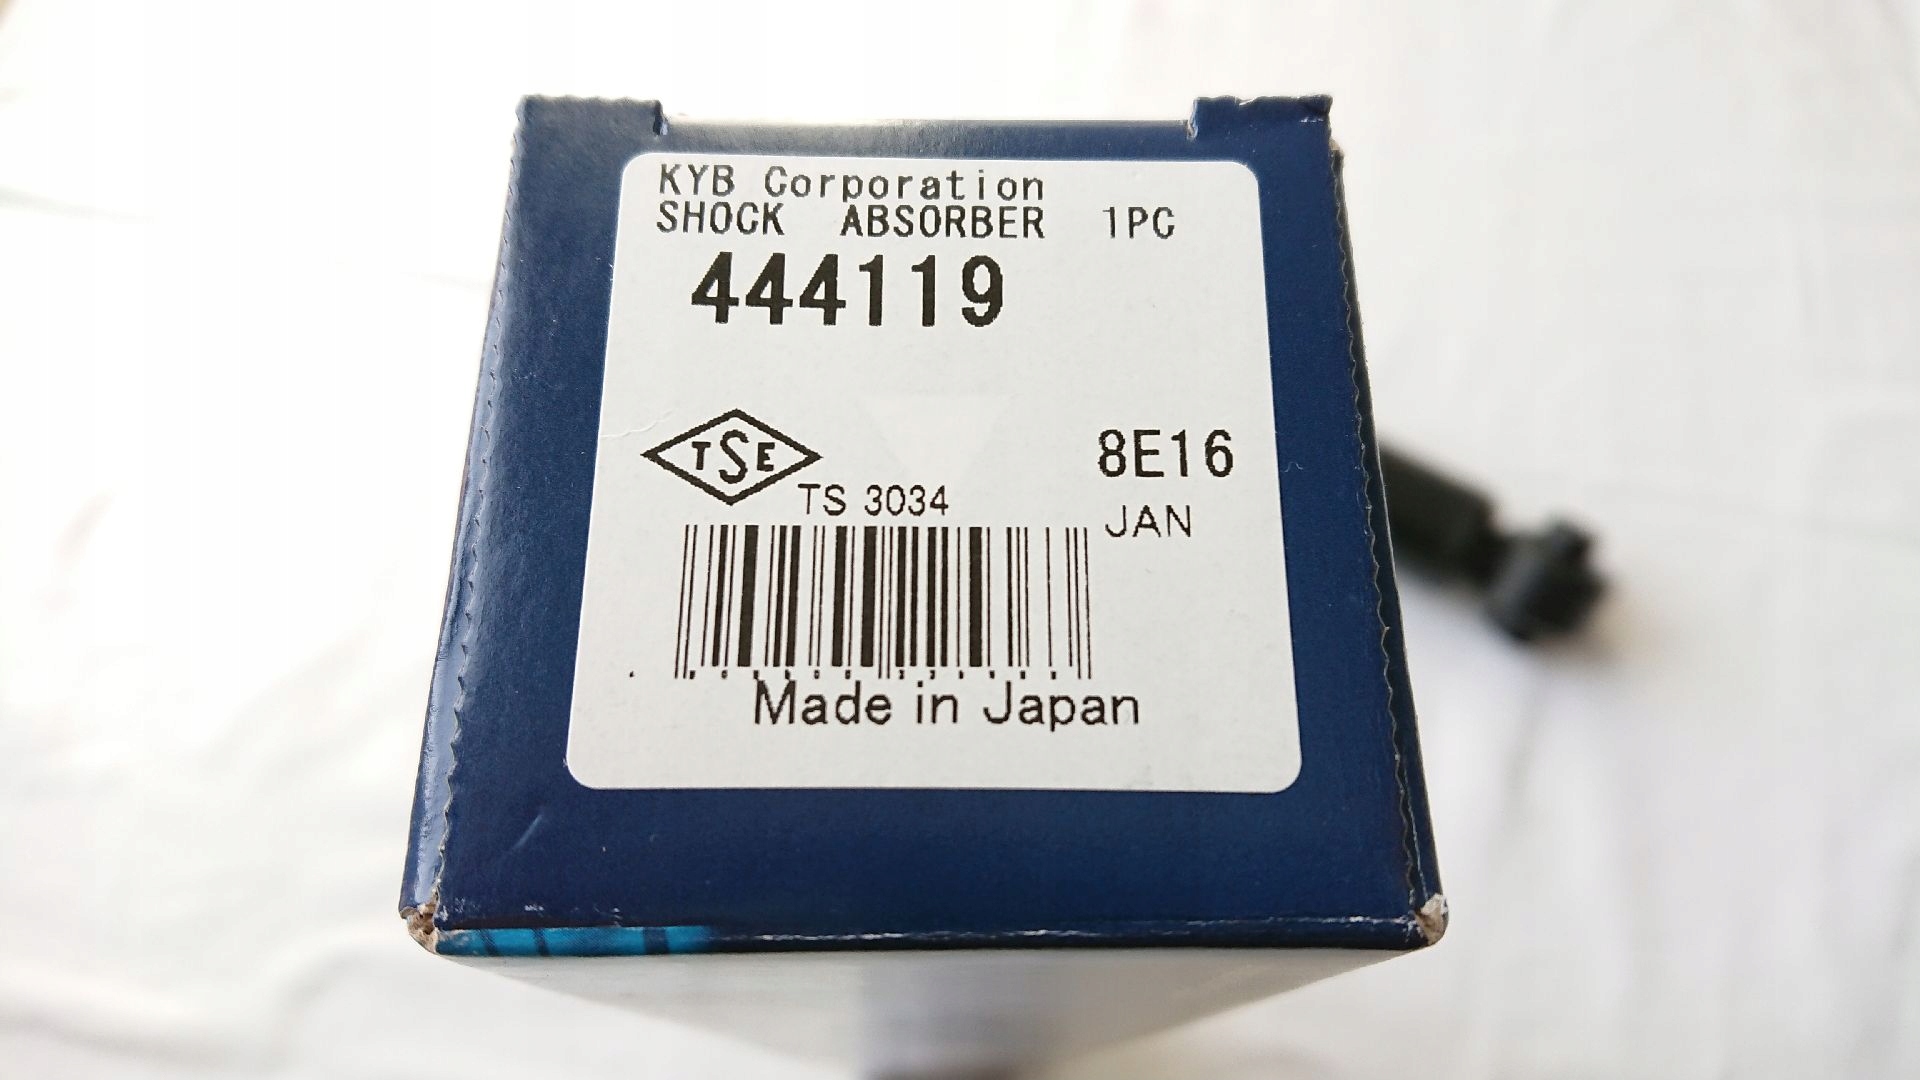 KYB Corporation
SHOCK ABSORBER 1PC
444119
TSE
TS 3034
8E16
JAN
Made in Japan